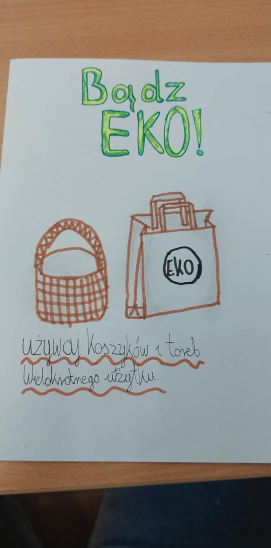 Bądz
EKO!
EKO
używaj koszyków i toreb
Wielokrotnego użytku.